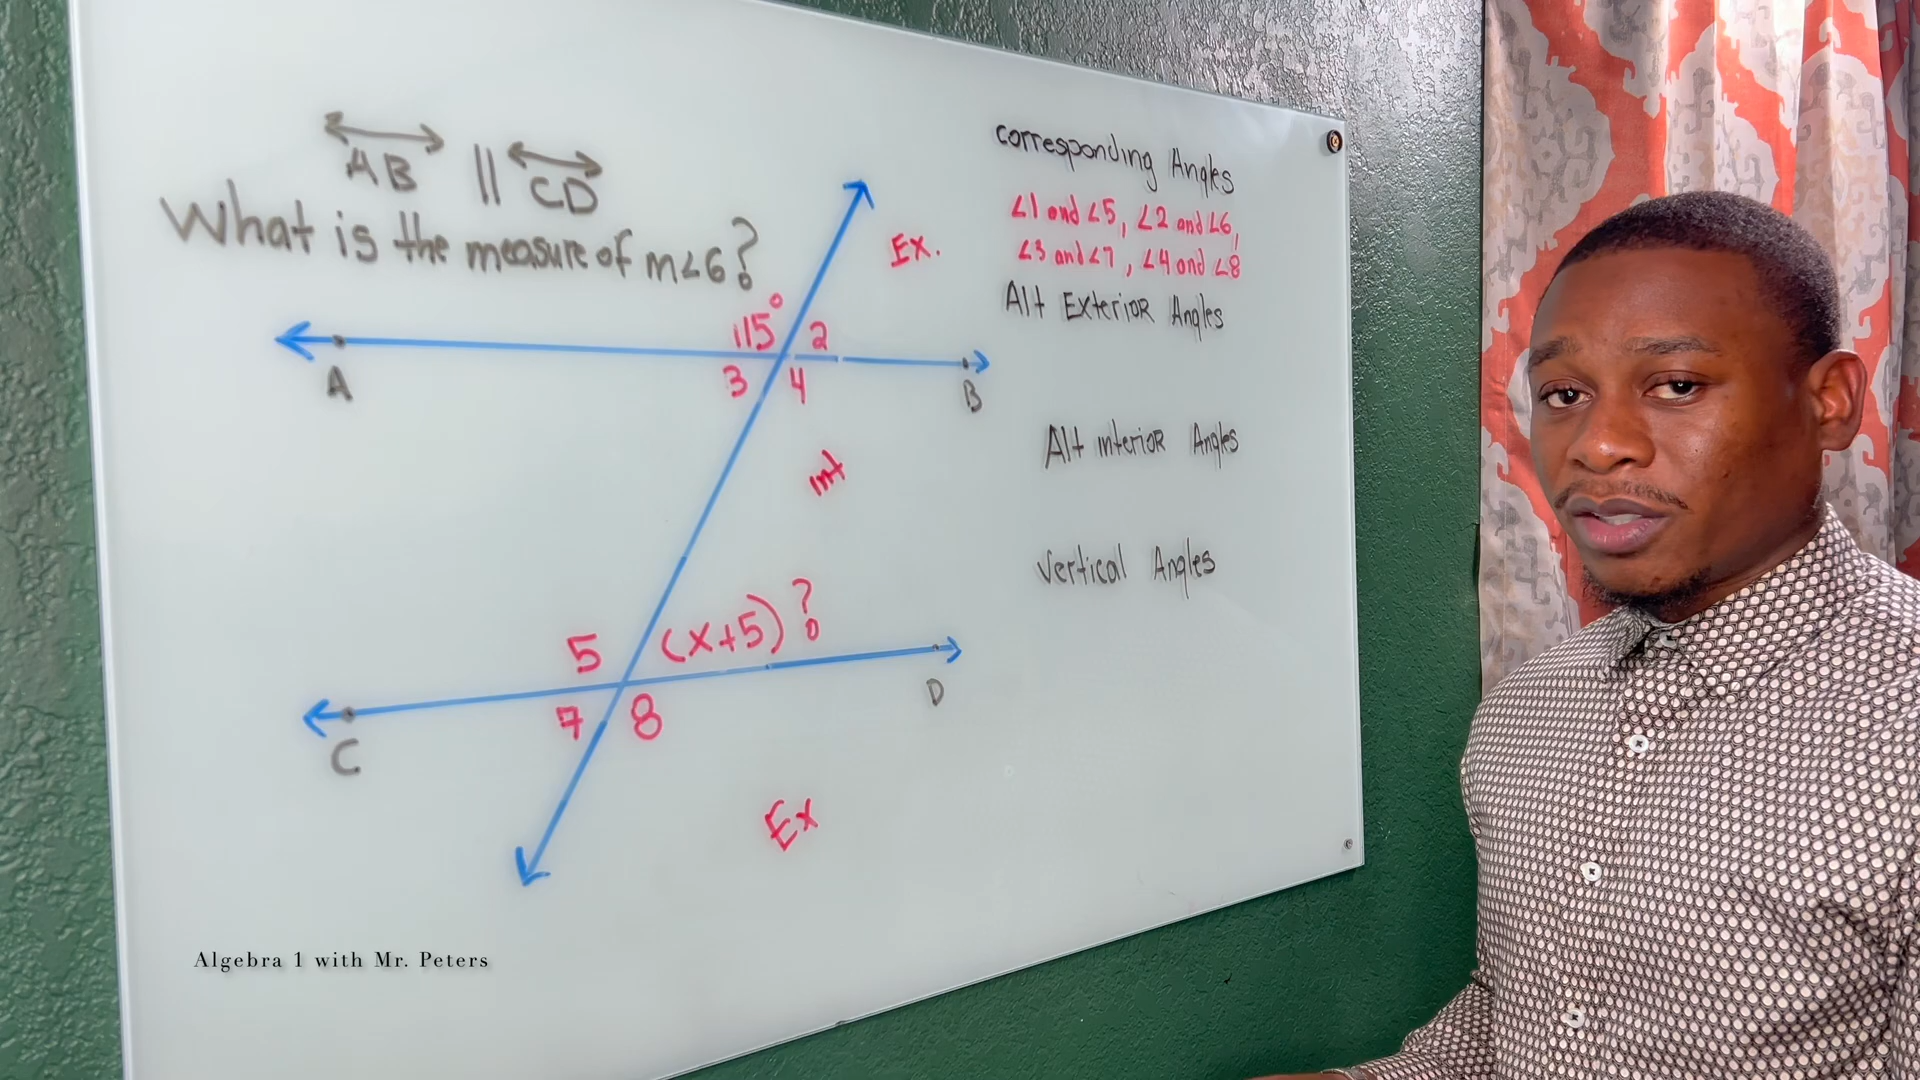 AB || CD
What is the measure of m∠6?
Ex.
115° 2
3 4
A
B
int
5 (x+5)?
7 8
C
D
Ex
corresponding Angles
∠1 and ∠5, ∠2 and ∠6,
∠3 and ∠7, ∠4 and ∠8
Alt Exterior Angles
Alt interior Angles
Vertical Angles
Algebra 1 with Mr. Peters